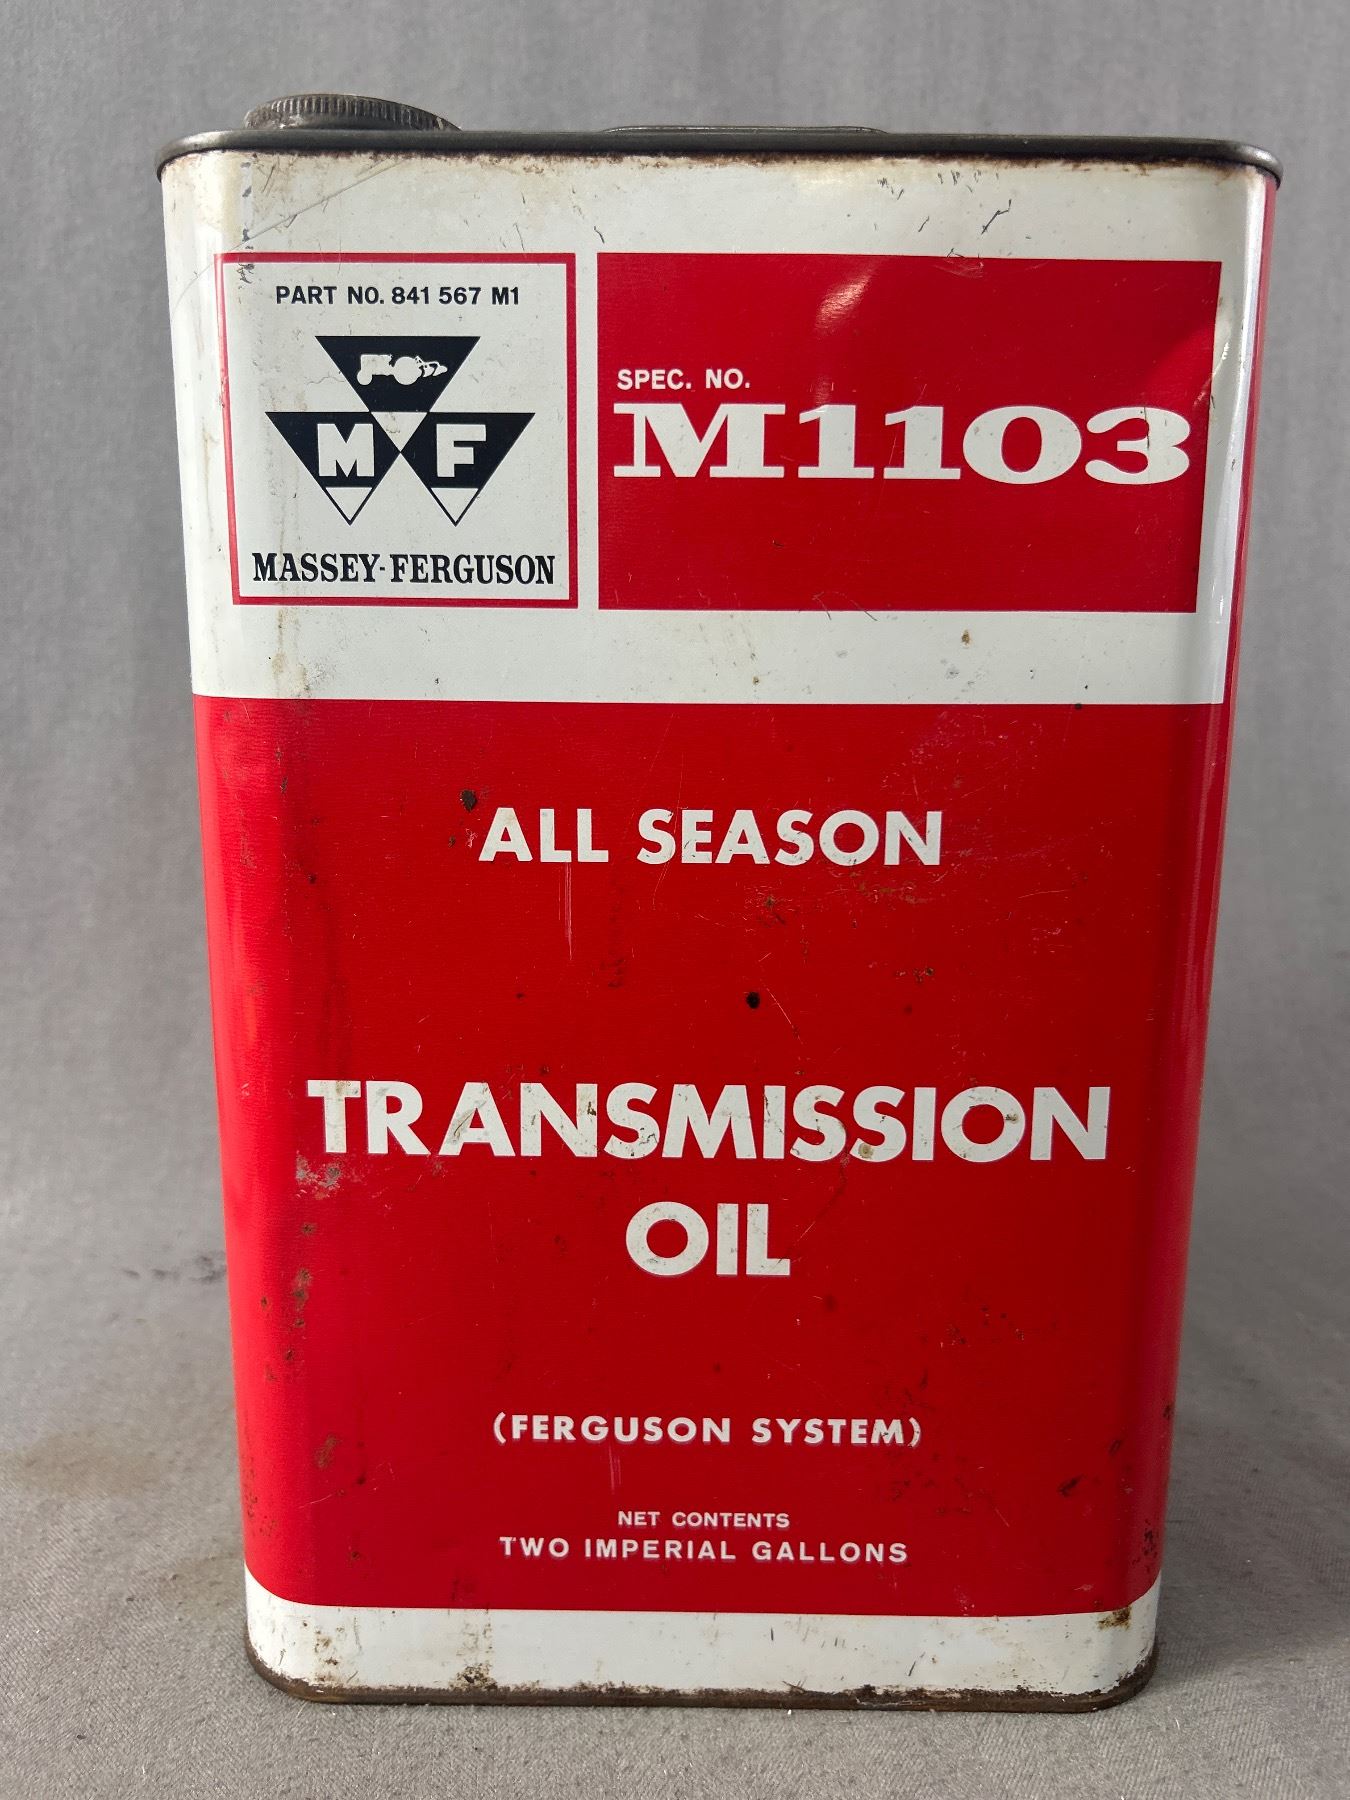 PART NO. 841 567 M1
M F
MASSEY-FERGUSON
SPEC. NO.
M1103
ALL SEASON
TRANSMISSION
OIL
(FERGUSON SYSTEM)
NET CONTENTS
TWO IMPERIAL GALLONS